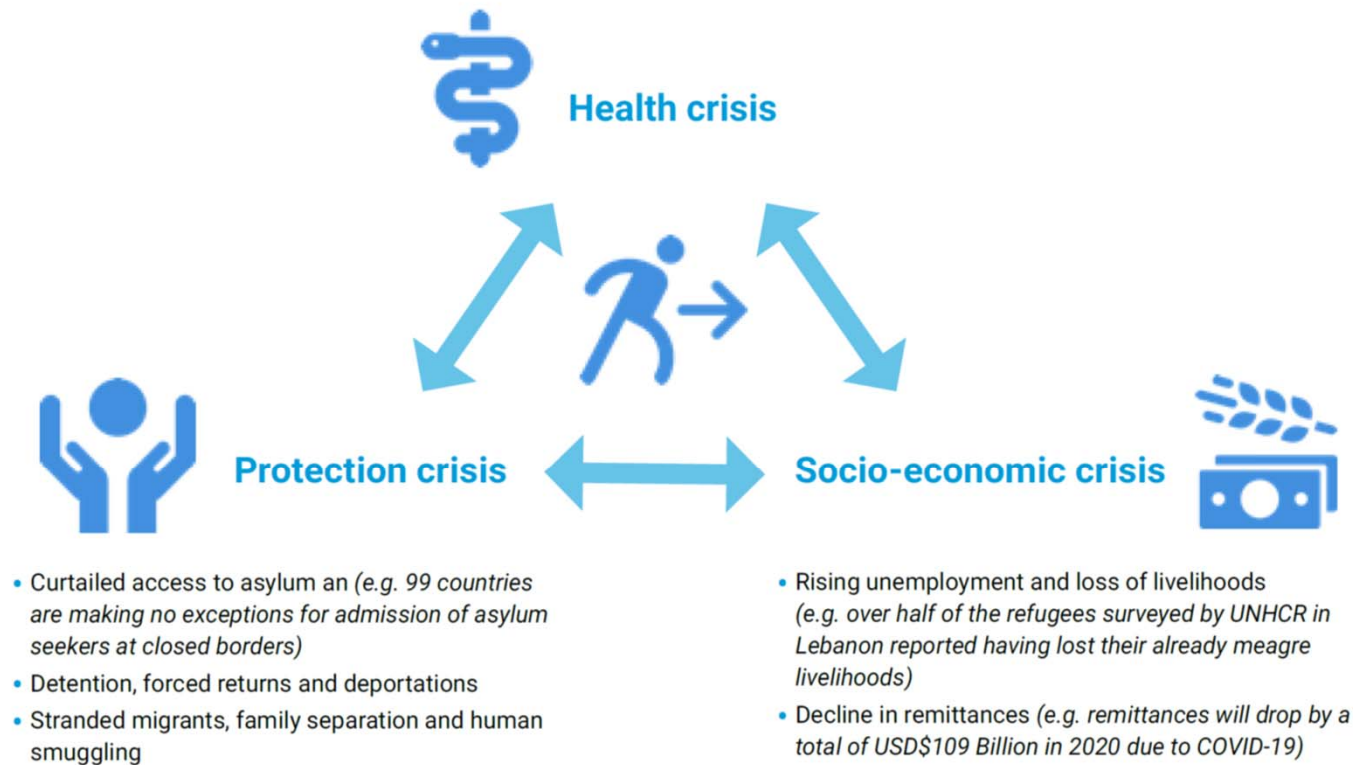 Health crisis
Protection crisis
Socio-economic crisis
• Curtailed access to asylum an (e.g. 99 countries
are making no exceptions for admission of asylum
seekers at closed borders)
• Detention, forced returns and deportations
• Stranded migrants, family separation and human
smuggling
• Rising unemployment and loss of livelihoods
(e.g. over half of the refugees surveyed by UNHCR in
Lebanon reported having lost their already meagre
livelihoods)
• Decline in remittances (e.g. remittances will drop by a
total of USD$109 Billion in 2020 due to COVID-19)